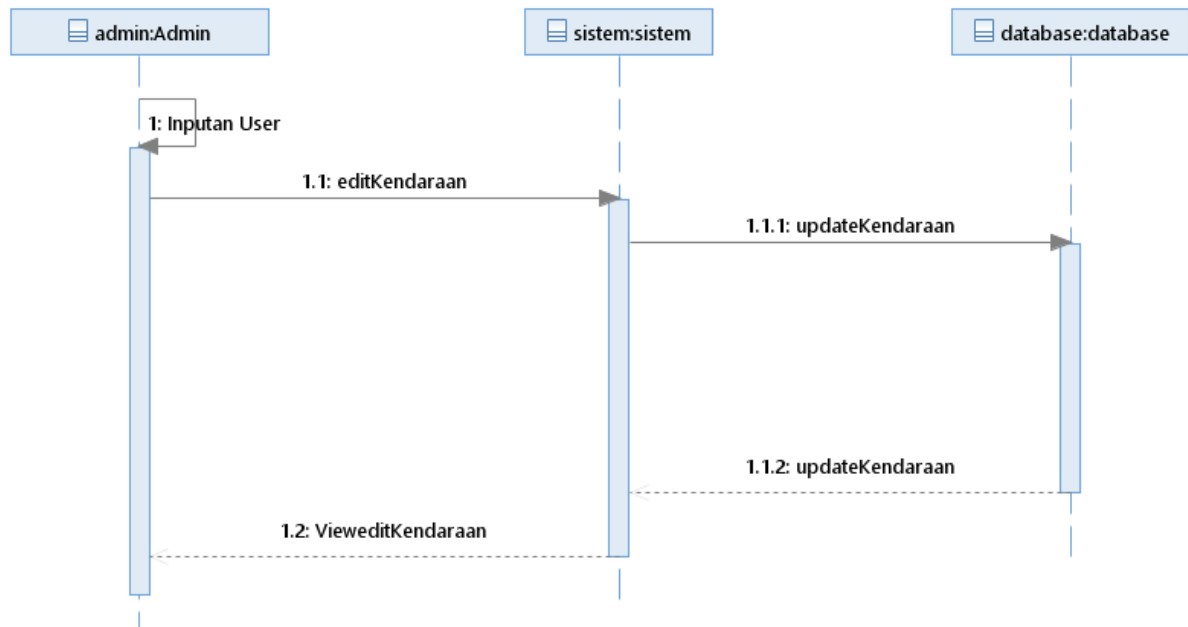 admin:Admin
sistem:sistem
database:database
1: Inputan User
1.1: editKendaraan
1.1.1: updateKendaraan
1.1.2: updateKendaraan
1.2: VieweditKendaraan